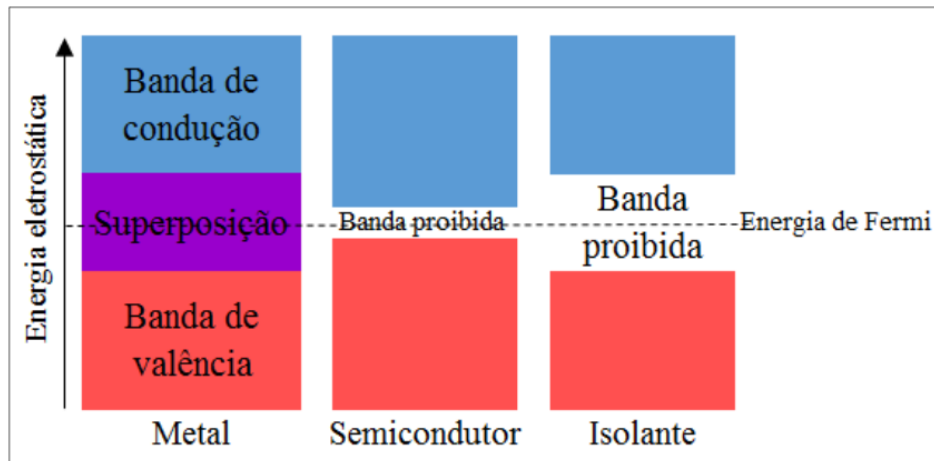 Energia eletrostática
Banda de
condução
Superposição
Banda de
valência
Metal
Banda proibida
Semicondutor
Banda
proibida
Isolante
Energia de Fermi